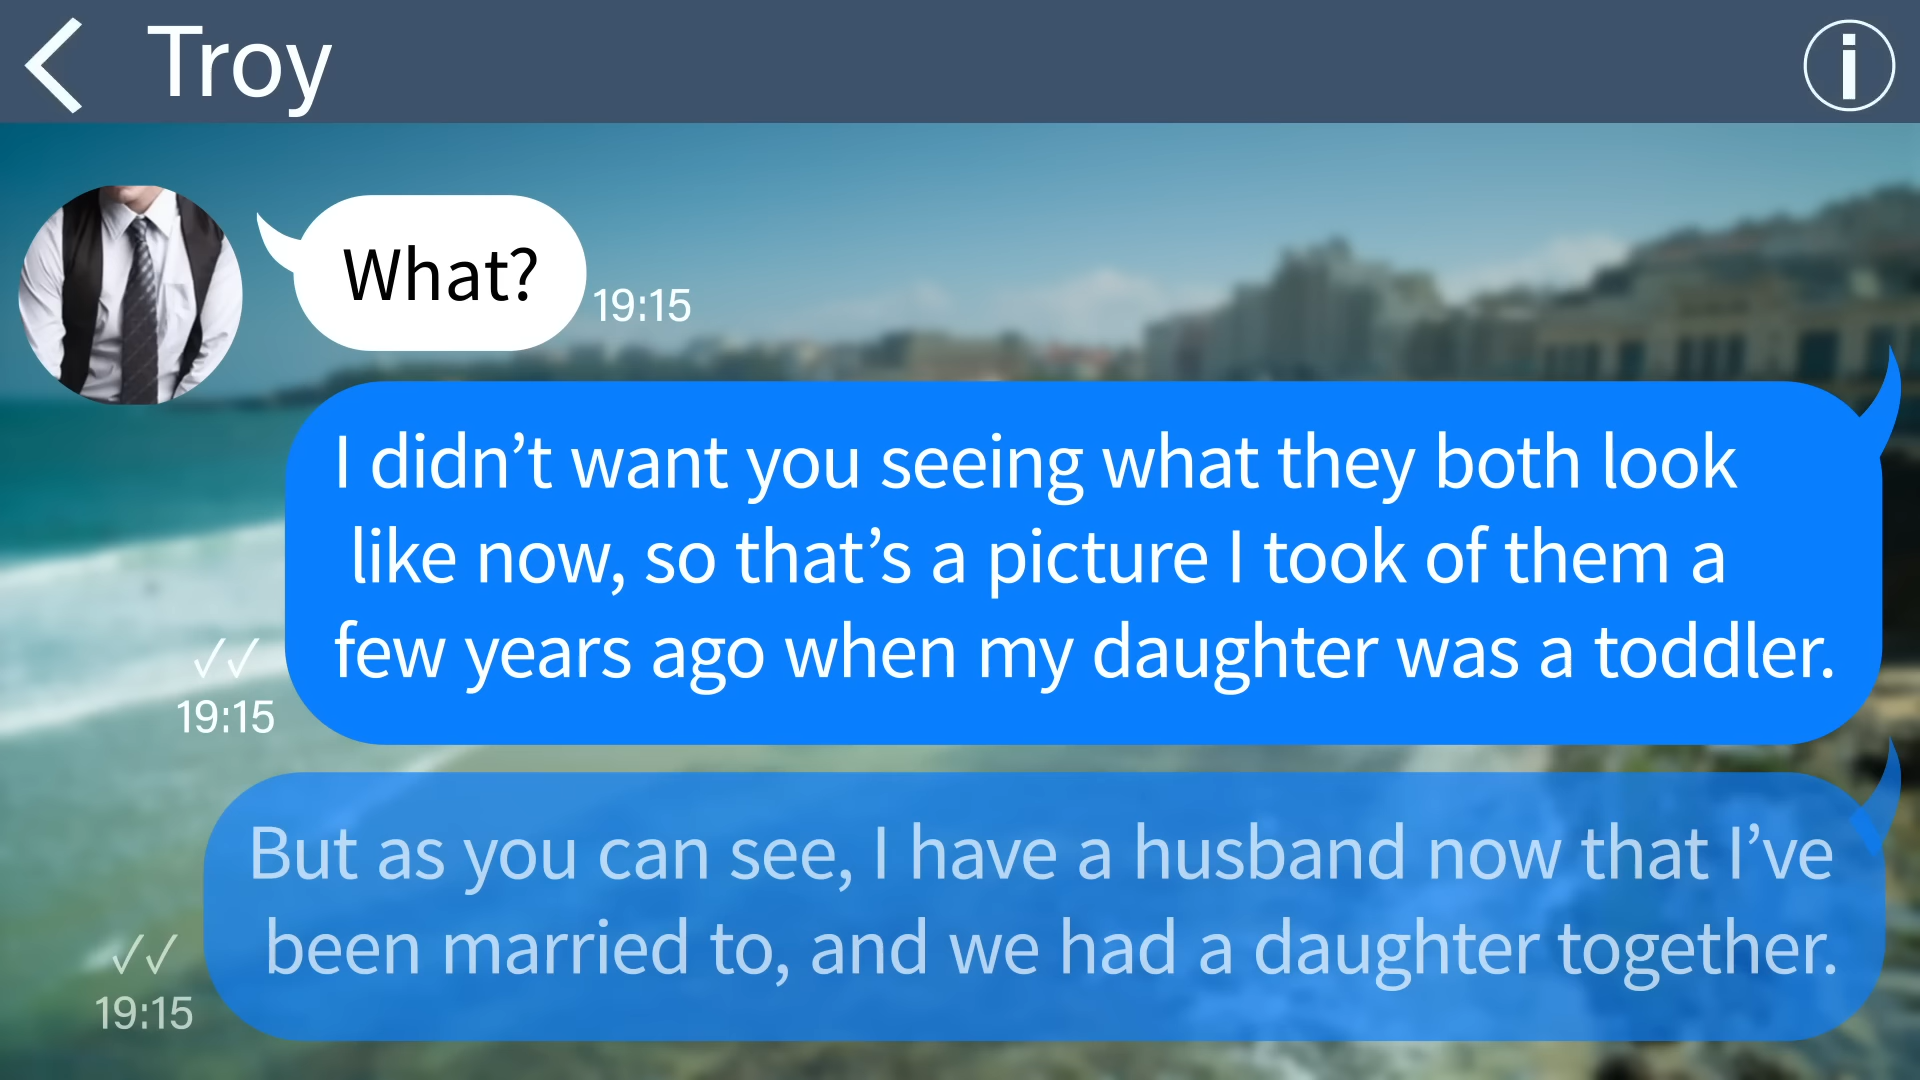 Troy
What?
19:15
I didn’t want you seeing what they both look
like now, so that’s a picture I took of them a
few years ago when my daughter was a toddler.
19:15
But as you can see, I have a husband now that I’ve
been married to, and we had a daughter together.
19:15